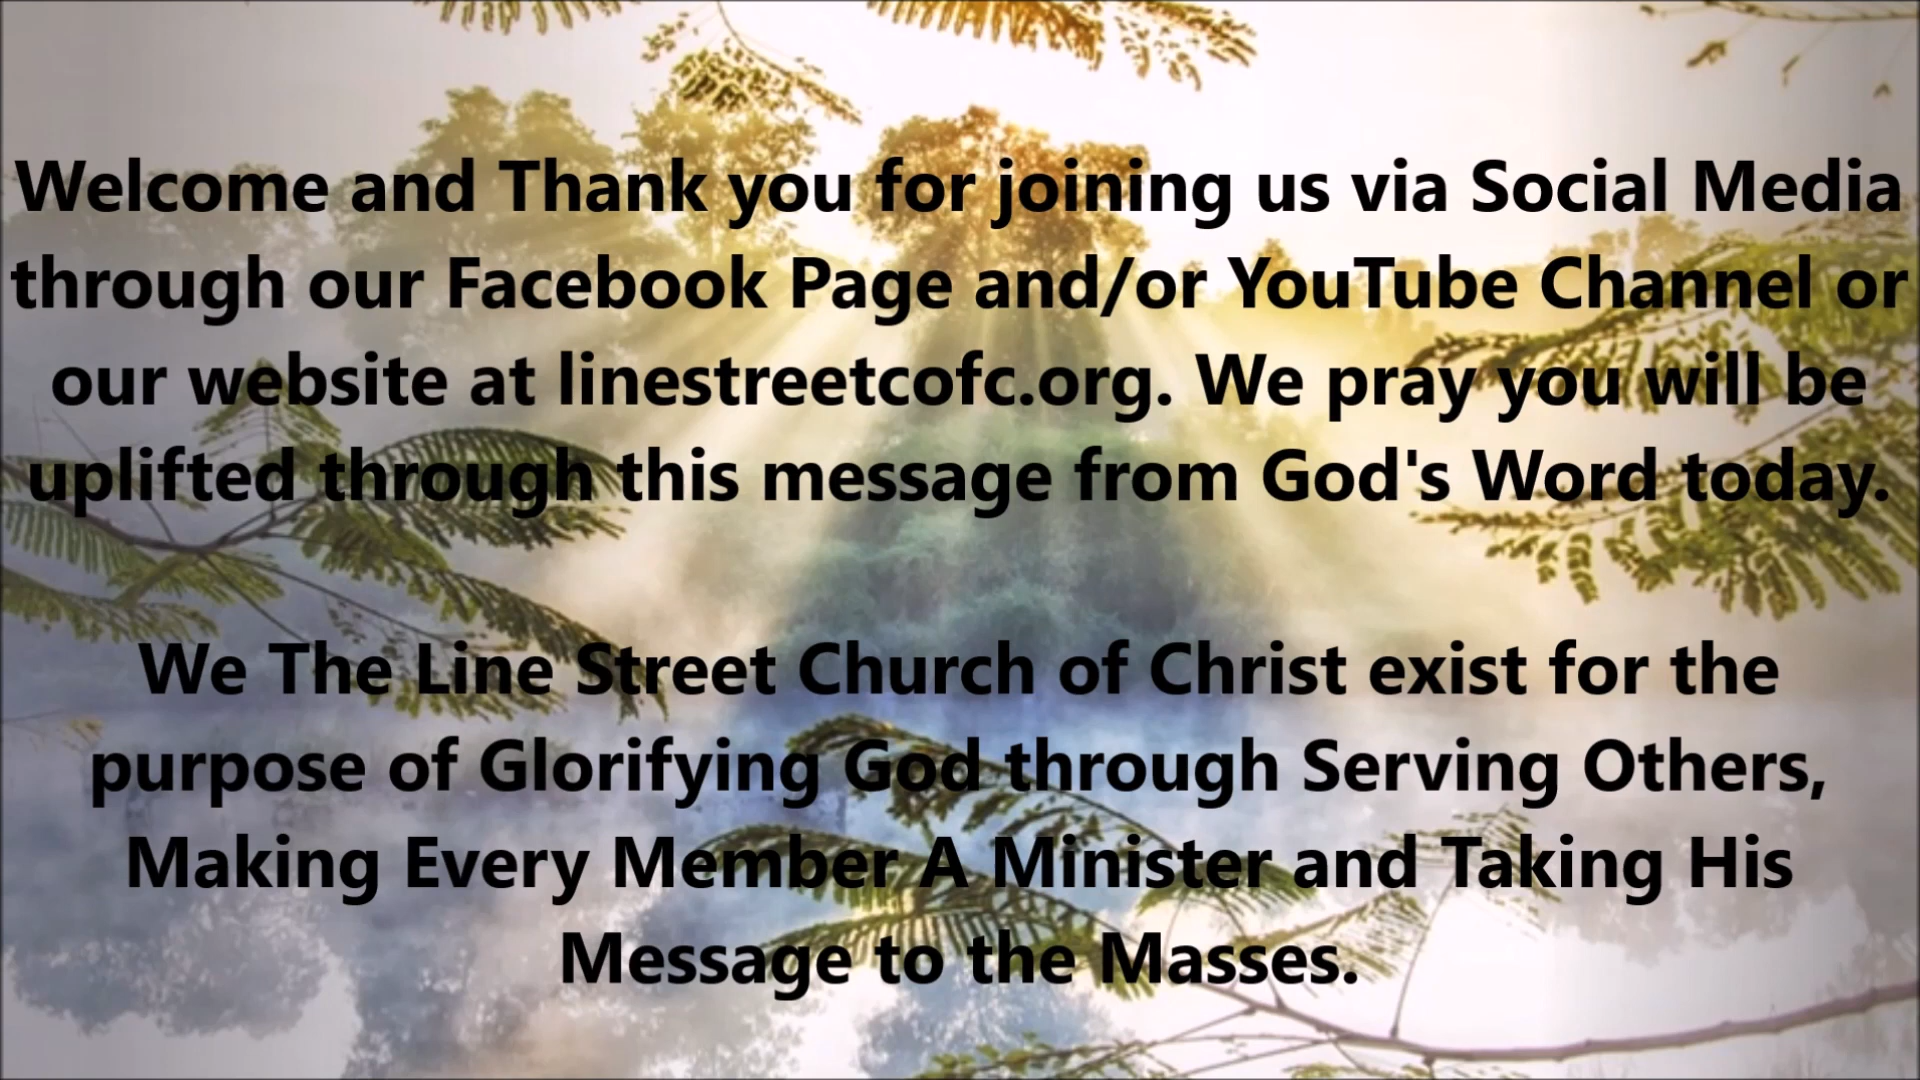 Welcome and Thank you for joining us via Social Media
through our Facebook Page and/or YouTube Channel or
our website at linestreetcofc.org. We pray you will be
uplifted through this message from God's Word today.
We The Line Street Church of Christ exist for the
purpose of Glorifying God through Serving Others,
Making Every Member A Minister and Taking His
Message to the Masses.